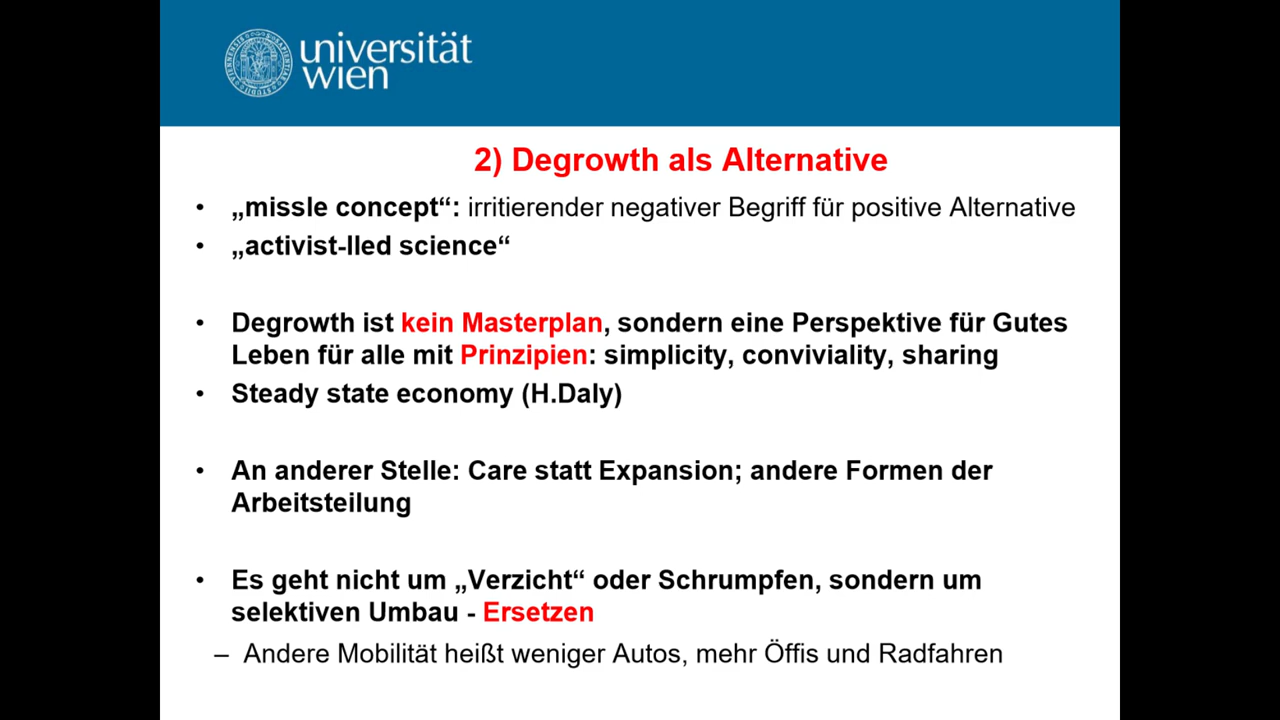 universität
wien
2) Degrowth als Alternative
• „missle concept“: irritierender negativer Begriff für positive Alternative
• „activist-lled science“
• Degrowth ist kein Masterplan, sondern eine Perspektive für Gutes
Leben für alle mit Prinzipien: simplicity, conviviality, sharing
• Steady state economy (H.Daly)
• An anderer Stelle: Care statt Expansion; andere Formen der
Arbeitsteilung
• Es geht nicht um „Verzicht“ oder Schrumpfen, sondern um
selektiven Umbau - Ersetzen
– Andere Mobilität heißt weniger Autos, mehr Öffis und Radfahren